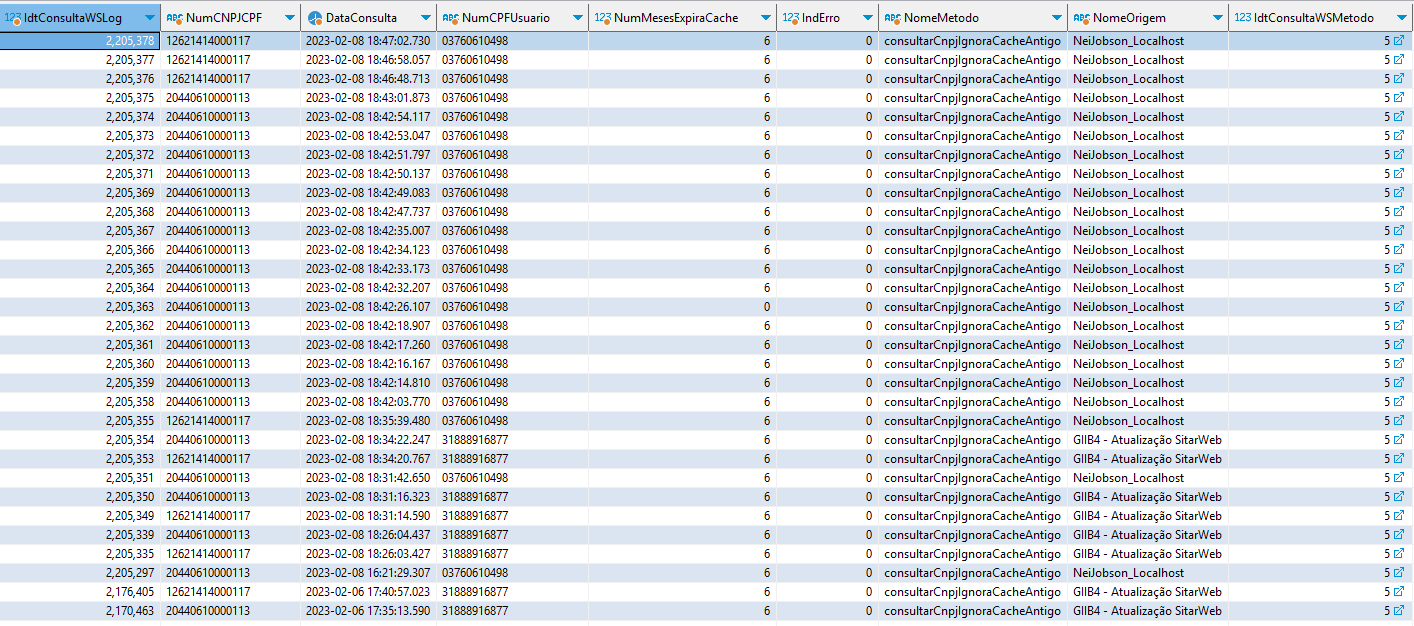 123 IdtConsultaWSLog ABC NumCNPJCPF DataConsulta ABC NumCPFUsuario 123 NumMesesExpiraCache 123 IndErro ABC NomeMetodo ABC NomeOrigem 123 IdtConsultaWSMetodo
2,205,378 12621414000117 2023-02-08 18:47:02.730 03760610498 6 0 consultarCnpjIgnoraCacheAntigo NeiJobson_Localhost 5
2,205,377 12621414000117 2023-02-08 18:46:58.057 03760610498 6 0 consultarCnpjIgnoraCacheAntigo NeiJobson_Localhost 5
2,205,376 12621414000117 2023-02-08 18:46:48.713 03760610498 6 0 consultarCnpjIgnoraCacheAntigo NeiJobson_Localhost 5
2,205,375 20440610000113 2023-02-08 18:43:01.873 03760610498 6 0 consultarCnpjIgnoraCacheAntigo NeiJobson_Localhost 5
2,205,374 20440610000113 2023-02-08 18:42:54.117 03760610498 6 0 consultarCnpjIgnoraCacheAntigo NeiJobson_Localhost 5
2,205,373 20440610000113 2023-02-08 18:42:53.047 03760610498 6 0 consultarCnpjIgnoraCacheAntigo NeiJobson_Localhost 5
2,205,372 20440610000113 2023-02-08 18:42:51.797 03760610498 6 0 consultarCnpjIgnoraCacheAntigo NeiJobson_Localhost 5
2,205,371 20440610000113 2023-02-08 18:42:50.137 03760610498 6 0 consultarCnpjIgnoraCacheAntigo NeiJobson_Localhost 5
2,205,369 20440610000113 2023-02-08 18:42:49.083 03760610498 6 0 consultarCnpjIgnoraCacheAntigo NeiJobson_Localhost 5
2,205,368 20440610000113 2023-02-08 18:42:47.737 03760610498 6 0 consultarCnpjIgnoraCacheAntigo NeiJobson_Localhost 5
2,205,367 20440610000113 2023-02-08 18:42:35.007 03760610498 6 0 consultarCnpjIgnoraCacheAntigo NeiJobson_Localhost 5
2,205,366 20440610000113 2023-02-08 18:42:34.123 03760610498 6 0 consultarCnpjIgnoraCacheAntigo NeiJobson_Localhost 5
2,205,365 20440610000113 2023-02-08 18:42:33.173 03760610498 6 0 consultarCnpjIgnoraCacheAntigo NeiJobson_Localhost 5
2,205,364 20440610000113 2023-02-08 18:42:32.207 03760610498 6 0 consultarCnpjIgnoraCacheAntigo NeiJobson_Localhost 5
2,205,363 20440610000113 2023-02-08 18:42:26.107 03760610498 0 0 consultarCnpjIgnoraCacheAntigo NeiJobson_Localhost 5
2,205,362 20440610000113 2023-02-08 18:42:18.907 03760610498 6 0 consultarCnpjIgnoraCacheAntigo NeiJobson_Localhost 5
2,205,361 20440610000113 2023-02-08 18:42:17.260 03760610498 6 0 consultarCnpjIgnoraCacheAntigo NeiJobson_Localhost 5
2,205,360 20440610000113 2023-02-08 18:42:16.167 03760610498 6 0 consultarCnpjIgnoraCacheAntigo NeiJobson_Localhost 5
2,205,359 20440610000113 2023-02-08 18:42:14.810 03760610498 6 0 consultarCnpjIgnoraCacheAntigo NeiJobson_Localhost 5
2,205,358 20440610000113 2023-02-08 18:42:03.770 03760610498 6 0 consultarCnpjIgnoraCacheAntigo NeiJobson_Localhost 5
2,205,355 12621414000117 2023-02-08 18:35:39.480 03760610498 6 0 consultarCnpjIgnoraCacheAntigo NeiJobson_Localhost 5
2,205,354 20440610000113 2023-02-08 18:34:22.247 31888916877 6 0 consultarCnpjIgnoraCacheAntigo GIIB4 - Atualização SitarWeb 5
2,205,353 12621414000117 2023-02-08 18:34:20.767 31888916877 6 0 consultarCnpjIgnoraCacheAntigo GIIB4 - Atualização SitarWeb 5
2,205,351 20440610000113 2023-02-08 18:31:42.650 03760610498 6 0 consultarCnpjIgnoraCacheAntigo NeiJobson_Localhost 5
2,205,350 20440610000113 2023-02-08 18:31:16.323 31888916877 6 0 consultarCnpjIgnoraCacheAntigo GIIB4 - Atualização SitarWeb 5
2,205,349 12621414000117 2023-02-08 18:31:14.590 31888916877 6 0 consultarCnpjIgnoraCacheAntigo GIIB4 - Atualização SitarWeb 5
2,205,339 20440610000113 2023-02-08 18:26:04.437 31888916877 6 0 consultarCnpjIgnoraCacheAntigo GIIB4 - Atualização SitarWeb 5
2,205,335 12621414000117 2023-02-08 18:26:03.427 31888916877 6 0 consultarCnpjIgnoraCacheAntigo GIIB4 - Atualização SitarWeb 5
2,205,297 20440610000113 2023-02-08 16:21:29.307 03760610498 6 0 consultarCnpjIgnoraCacheAntigo NeiJobson_Localhost 5
2,176,405 12621414000117 2023-02-06 17:40:57.023 31888916877 6 0 consultarCnpjIgnoraCacheAntigo GIIB4 - Atualização SitarWeb 5
2,170,463 20440610000113 2023-02-06 17:35:13.590 31888916877 6 0 consultarCnpjIgnoraCacheAntigo GIIB4 - Atualização SitarWeb 5